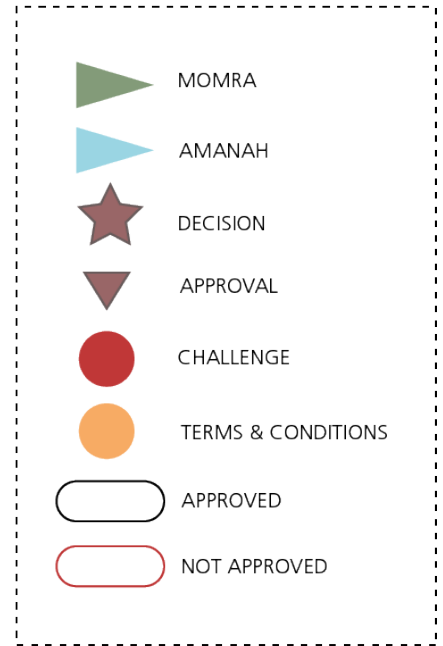 MOMRA
AMANAH
DECISION
APPROVAL
CHALLENGE
TERMS & CONDITIONS
APPROVED
NOT APPROVED